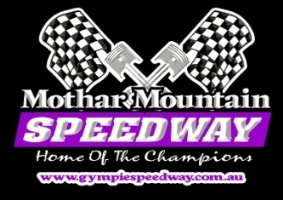 Mothar Mountain
SPEEDWAY
Home Of The Champions
www.gympiespeedway.com.au